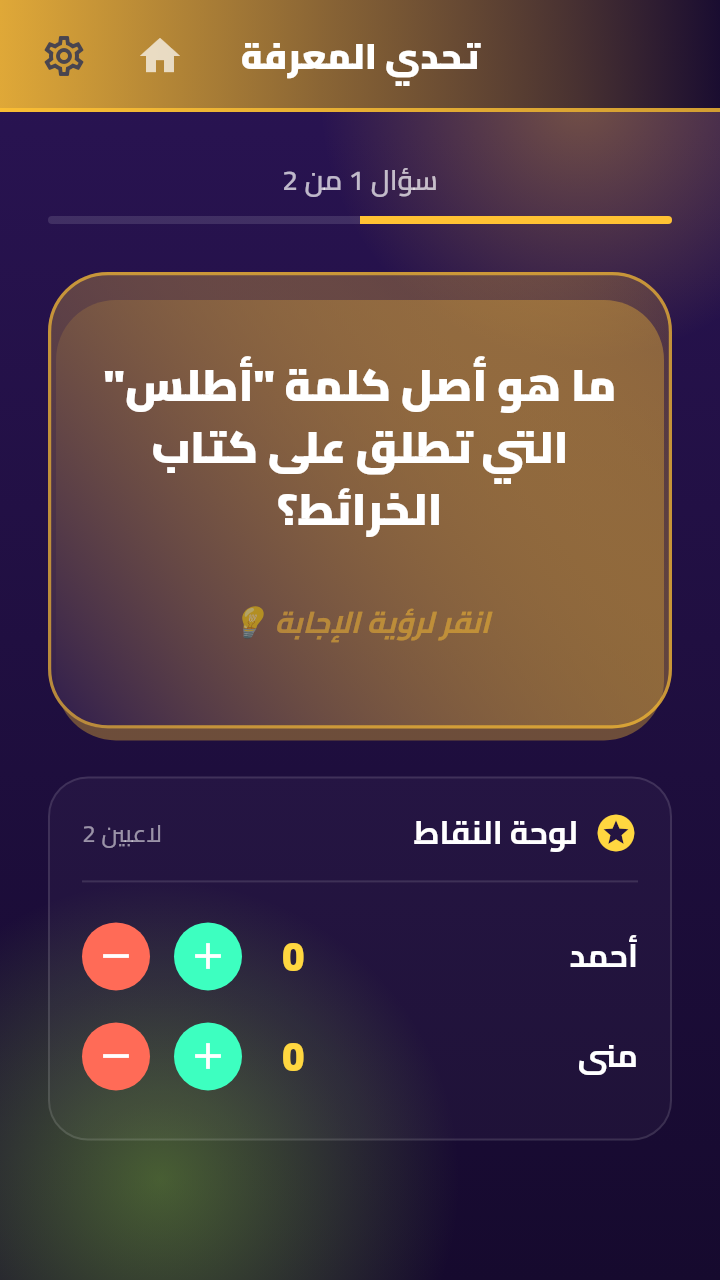 تحدي المعرفة
سؤال 1 من 2
ما هو أصل كلمة "أطلس"
التي تطلق على كتاب
الخرائط؟
انقر لرؤية الإجابة 💡
لوحة النقاط
2 لاعبين
أحمد
0
منى
0